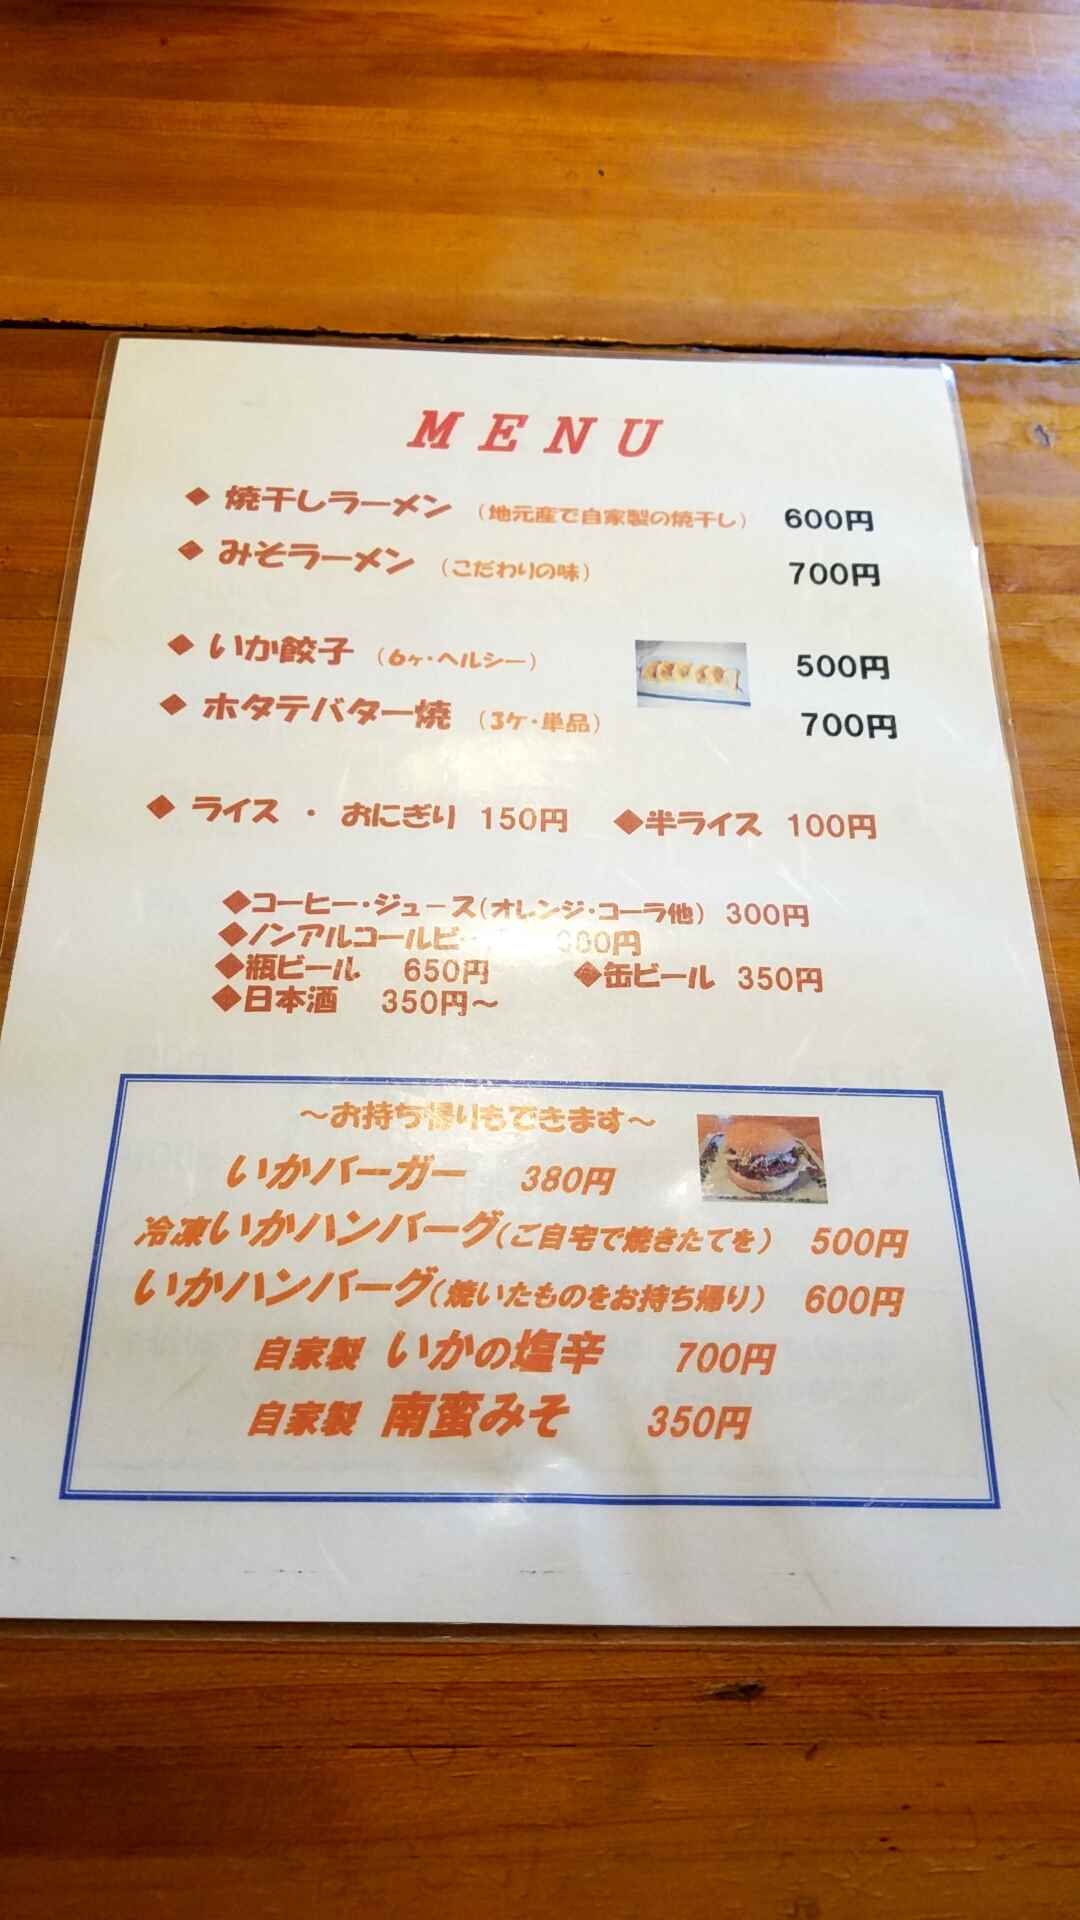 MENU
◆ 焼干しラーメン (地元産で自家製の焼干し) 600円
◆ みそラーメン (こだわりの味) 700円
◆ いか餃子 (6ヶ・ヘルシー) 500円
◆ ホタテバター焼 (3ケ・単品) 700円
◆ ライス ・ おにぎり 150円 ◆半ライス 100円
◆コーヒー・ジュース(オレンジ・コーラ他) 300円
◆ノンアルコールビ
◆瓶ビール 650円 ◆缶ビール 350円
◆日本酒 350円～
～お持ち帰りもできます～
いかバーガー 380円
冷凍いかハンバーグ(ご自宅で焼きたてを) 500円
いかハンバーグ(焼いたものをお持ち帰り) 600円
自家製 いかの塩辛 700円
自家製 南蛮みそ 350円